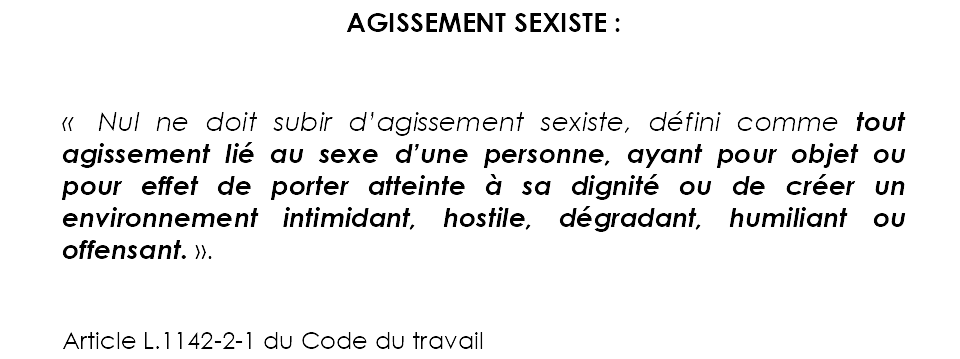 AGISSEMENT SEXISTE :
« Nul ne doit subir d’agissement sexiste, défini comme tout
agissement lié au sexe d’une personne, ayant pour objet ou
pour effet de porter atteinte à sa dignité ou de créer un
environnement intimidant, hostile, dégradant, humiliant ou
offensant. ».
Article L.1142-2-1 du Code du travail